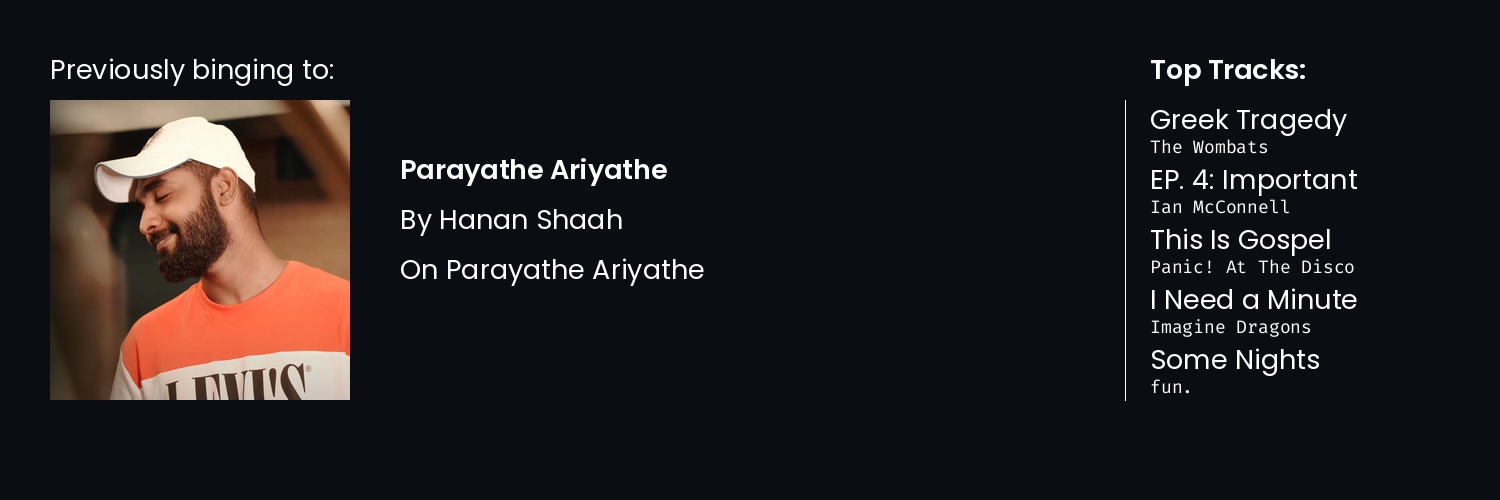 Previously binging to:
LEVI'S®
Parayathe Ariyathe
By Hanan Shaah
On Parayathe Ariyathe
Top Tracks:
Greek Tragedy
The Wombats
EP. 4: Important
Ian McConnell
This Is Gospel
Panic! At The Disco
I Need a Minute
Imagine Dragons
Some Nights
fun.